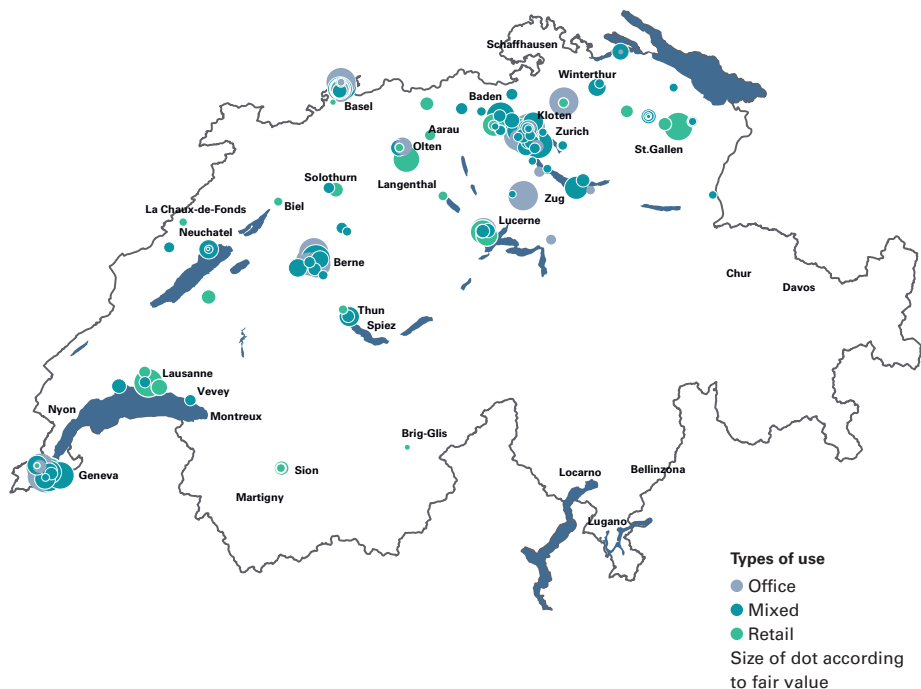 Schaffhausen
Winterthur
Baden
Basel
Kloten
Aarau
Zurich
Olten
St.Gallen
Solothurn
Langenthal
Zug
Biel
La Chaux-de-Fonds
Lucerne
Neuchatel
Berne
Chur
Davos
Thun
Spiez
Lausanne
Vevey
Nyon
Montreux
Brig-Glis
Geneva
Sion
Locarno
Bellinzona
Martigny
Lugano
Types of use
Office
Mixed
Retail
Size of dot according
to fair value